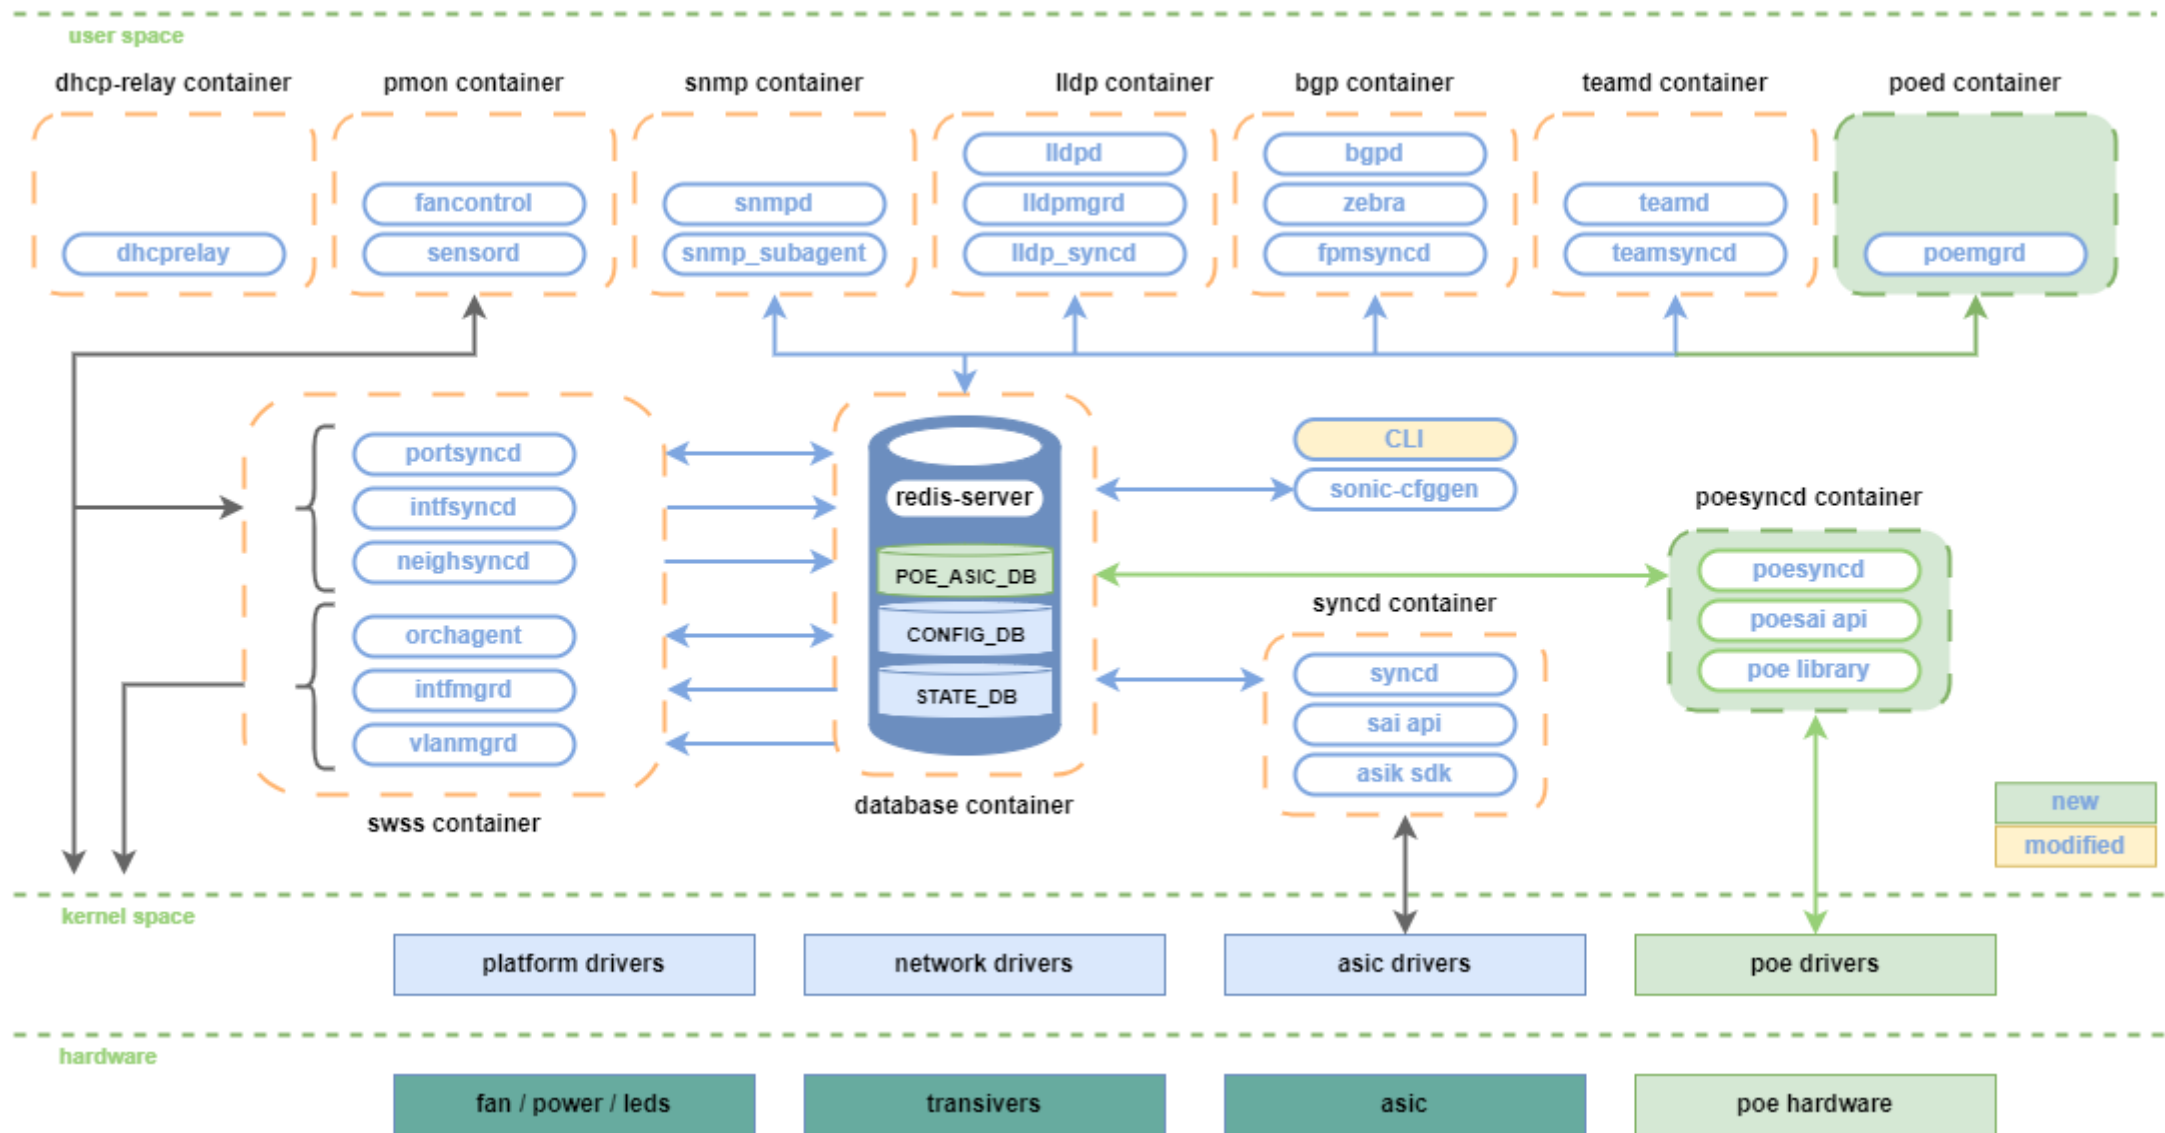 user space
dhcp-relay container
pmon container
snmp container
lldp container
bgp container
teamd container
poed container
dhcprelay
fancontrol
sensord
snmpd
snmp_subagent
lldpd
lldpmgrd
lldp_syncd
bgpd
zebra
fpmsyncd
teamd
teamsyncd
poemgrd
portsyncd
intfsyncd
neighsyncd
orchagent
intfmgrd
vlanmgrd
swss container
redis-server
POE_ASIC_DB
CONFIG_DB
STATE_DB
database container
CLI
sonic-cfggen
syncd container
syncd
sai api
asik sdk
poesyncd container
poesyncd
poesai api
poe library
new
modified
kernel space
platform drivers
network drivers
asic drivers
poe drivers
hardware
fan / power / leds
transivers
asic
poe hardware